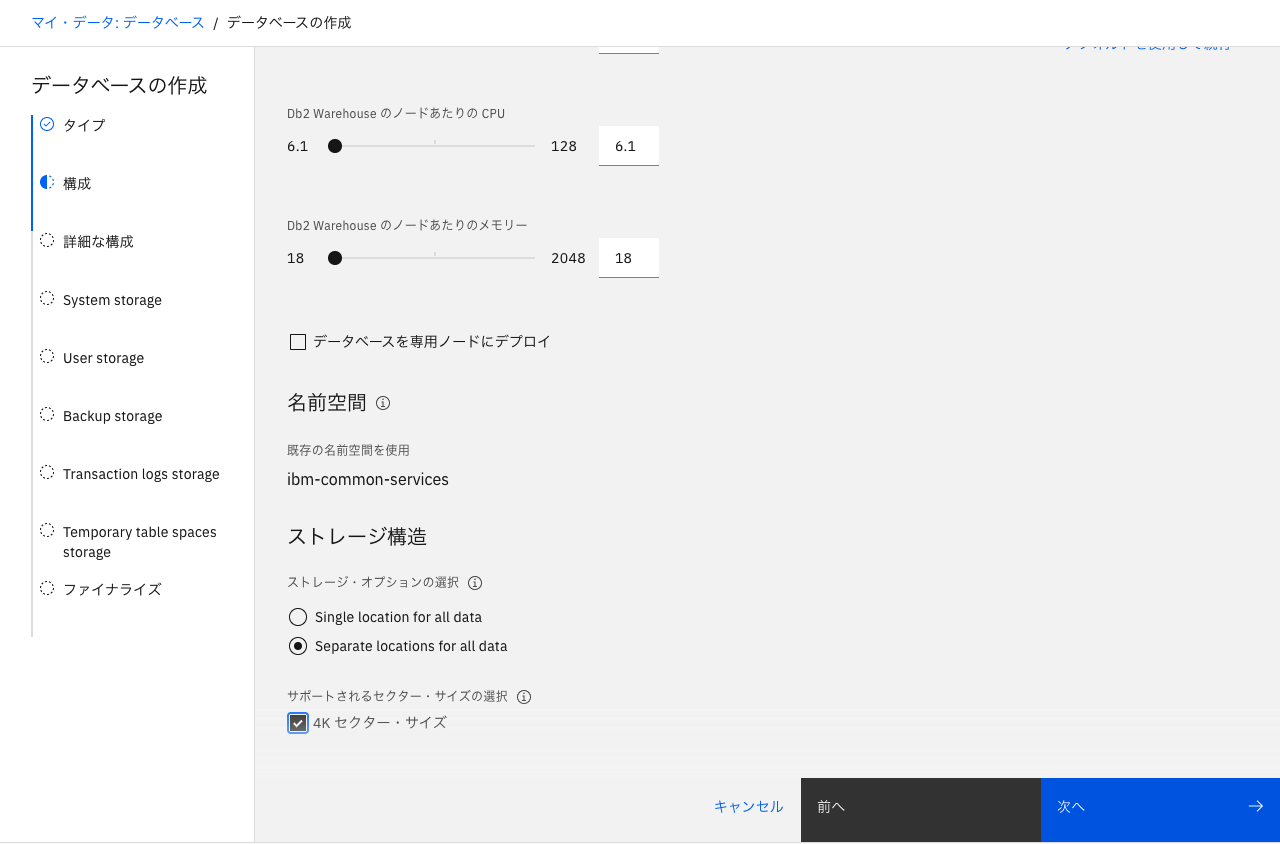 マイ・データ: データベース / データベースの作成
データベースの作成
タイプ
構成
詳細な構成
System storage
User storage
Backup storage
Transaction logs storage
Temporary table spaces
storage
ファイナライズ
Db2 Warehouse のノードあたりの CPU
6.1 128 6.1
Db2 Warehouse のノードあたりのメモリー
18 2048 18
データベースを専用ノードにデプロイ
名前空間
既存の名前空間を使用
ibm-common-services
ストレージ構造
ストレージ・オプションの選択
Single location for all data
Separate locations for all data
サポートされるセクター・サイズの選択
4K セクター・サイズ
キャンセル 前へ 次へ